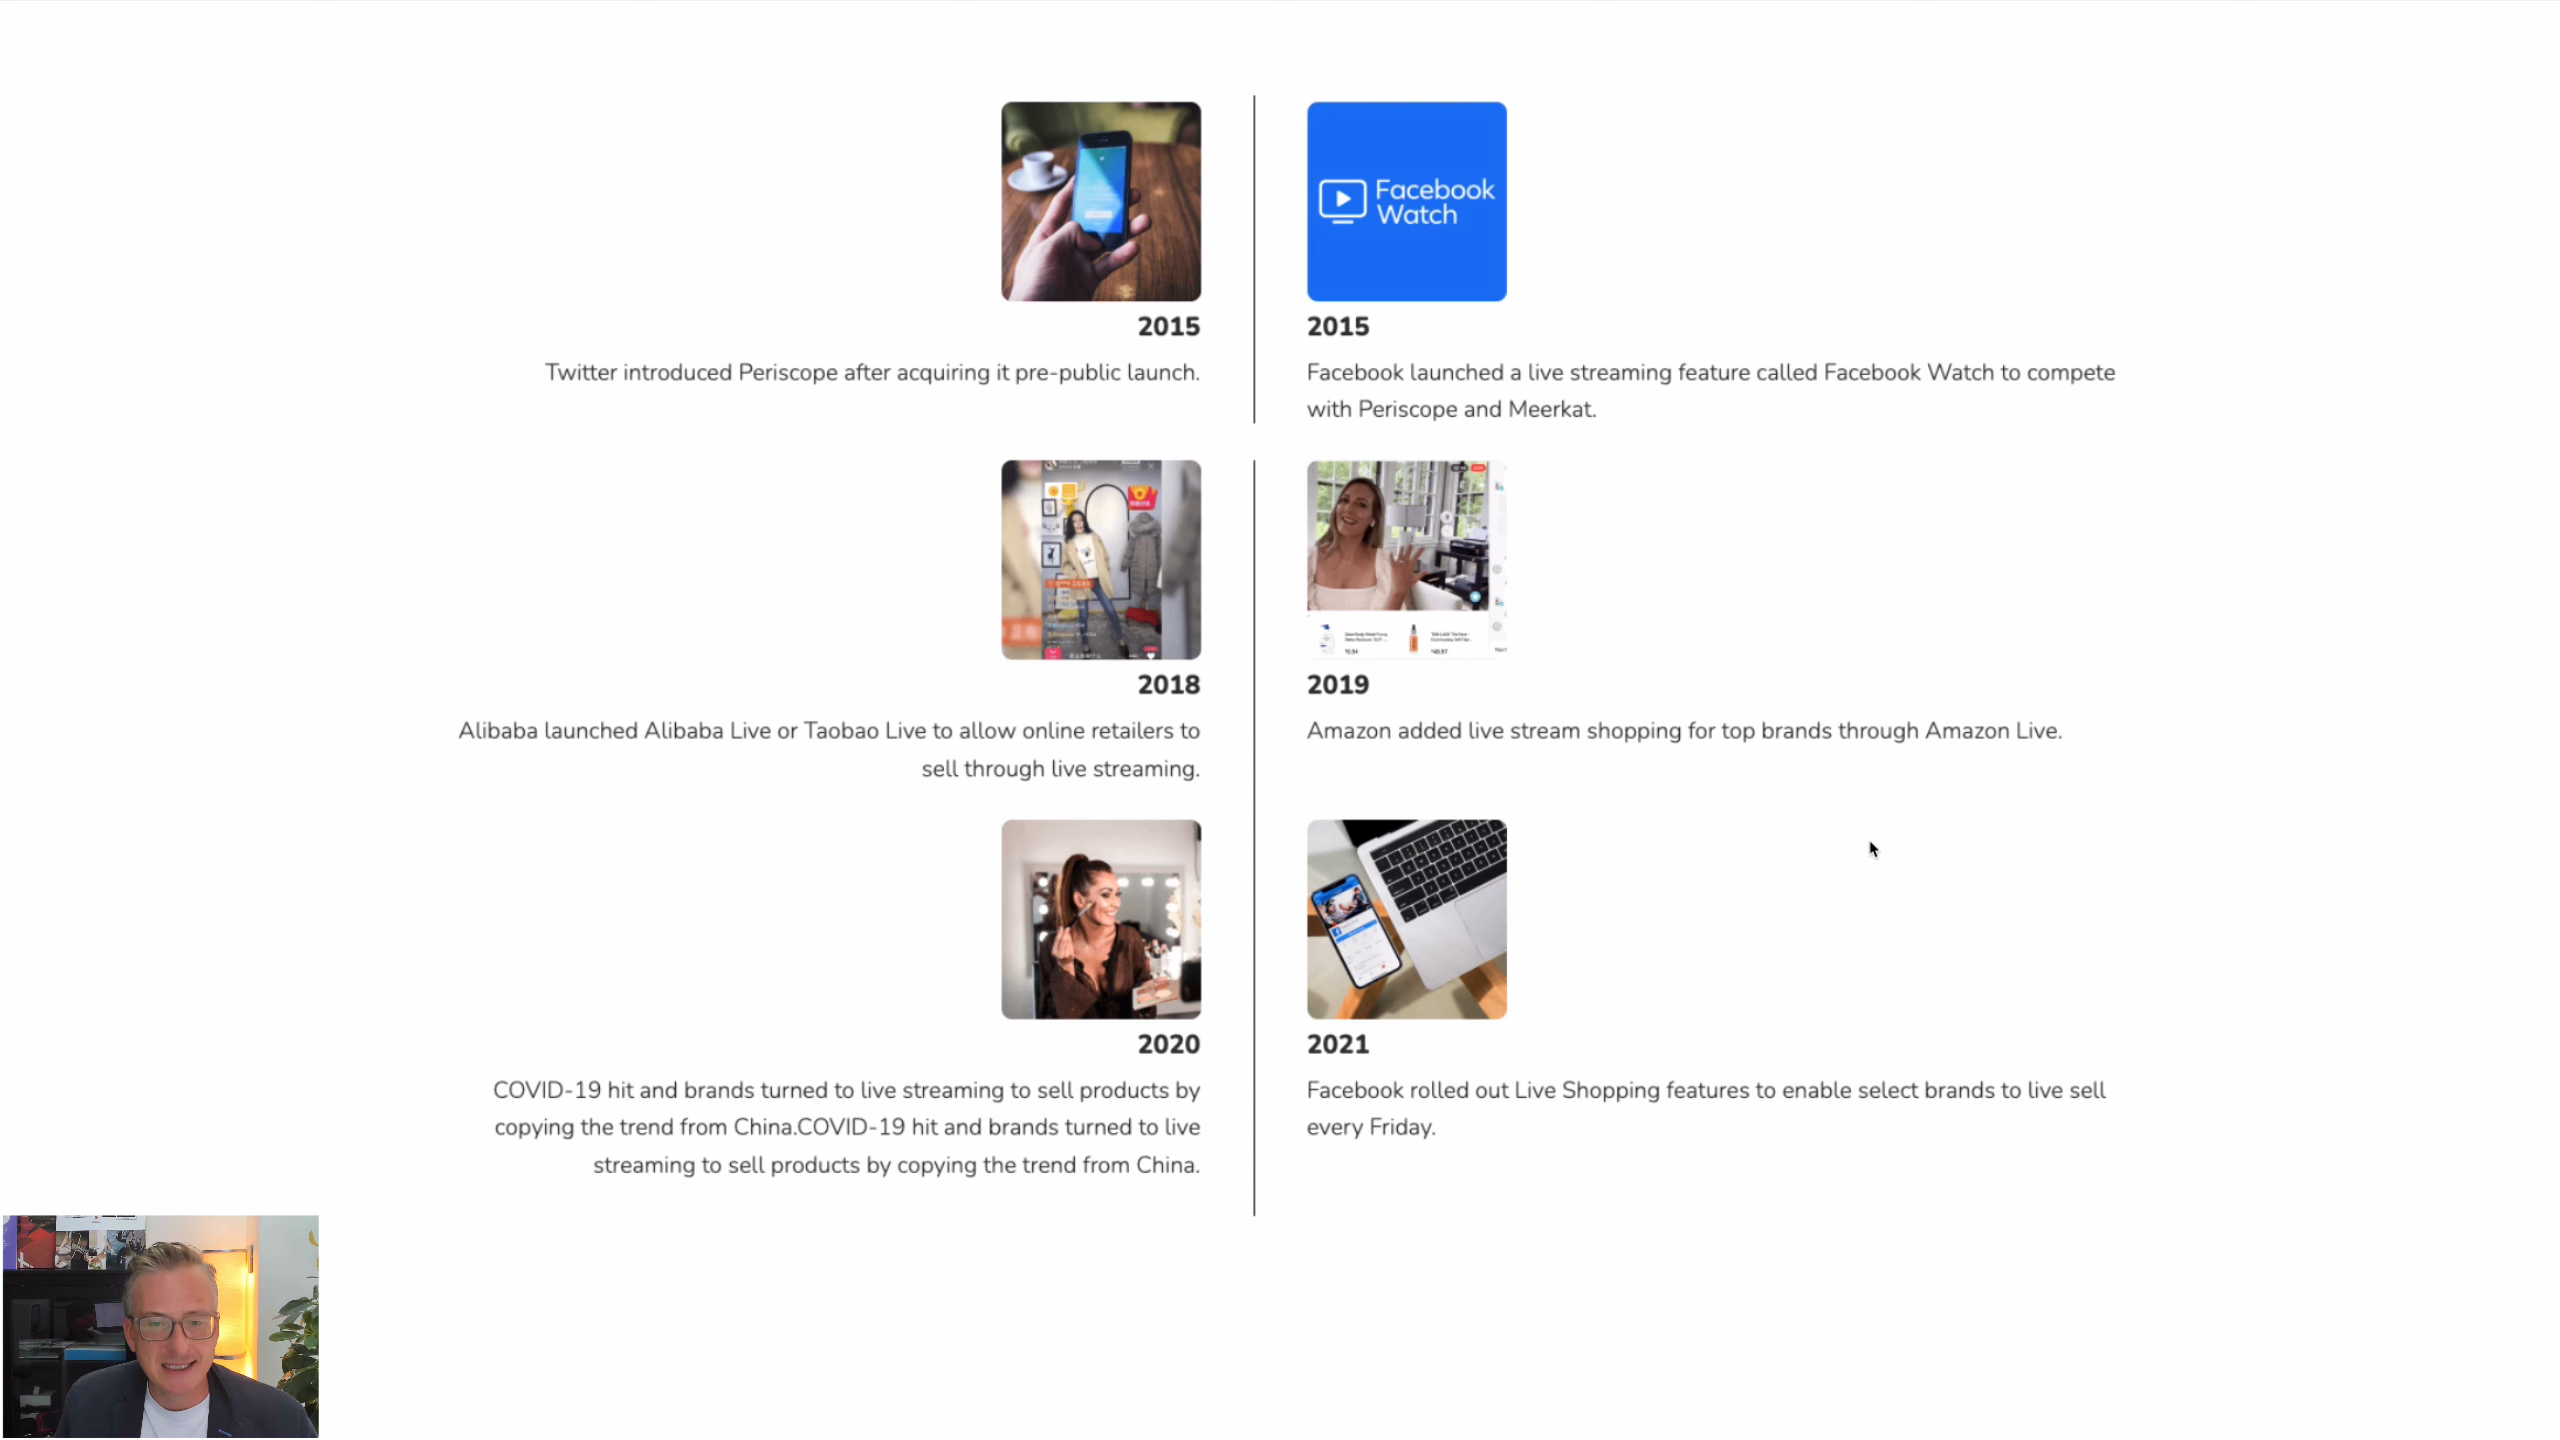 Facebook
Watch
2015
Twitter introduced Periscope after acquiring it pre-public launch.
2015
Facebook launched a live streaming feature called Facebook Watch to compete
with Periscope and Meerkat.
2018
Alibaba launched Alibaba Live or Taobao Live to allow online retailers to
sell through live streaming.
2019
Amazon added live stream shopping for top brands through Amazon Live.
2020
COVID-19 hit and brands turned to live streaming to sell products by
copying the trend from China.COVID-19 hit and brands turned to live
streaming to sell products by copying the trend from China.
2021
Facebook rolled out Live Shopping features to enable select brands to live sell
every Friday.